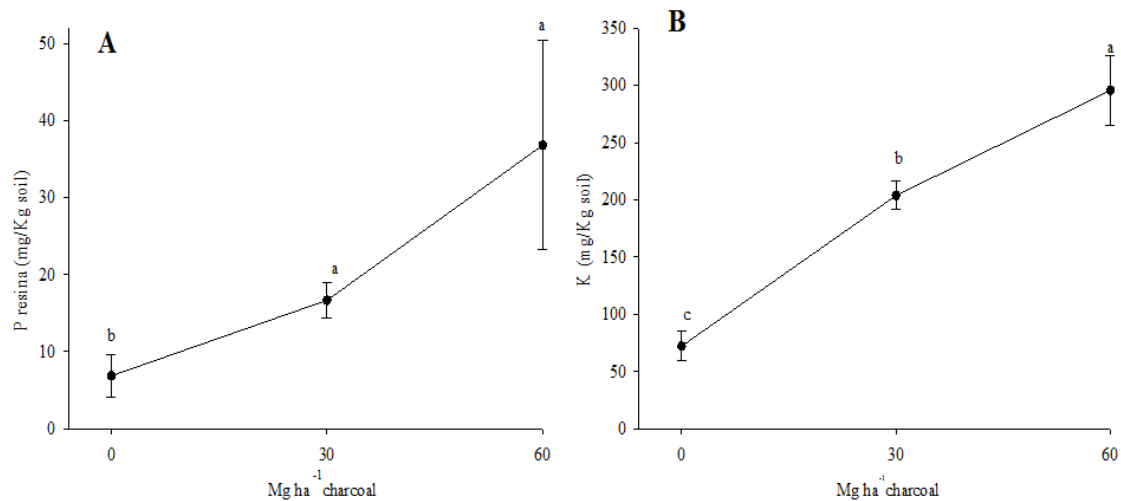 A
50
40
30
20
10
0
P resina (mg/Kg soil)
b
a
a
0
30
60
Mg ha⁻¹ charcoal
B
350
300
250
200
150
100
50
0
K (mg/Kg soil)
c
b
a
0
30
60
Mg ha⁻¹ charcoal